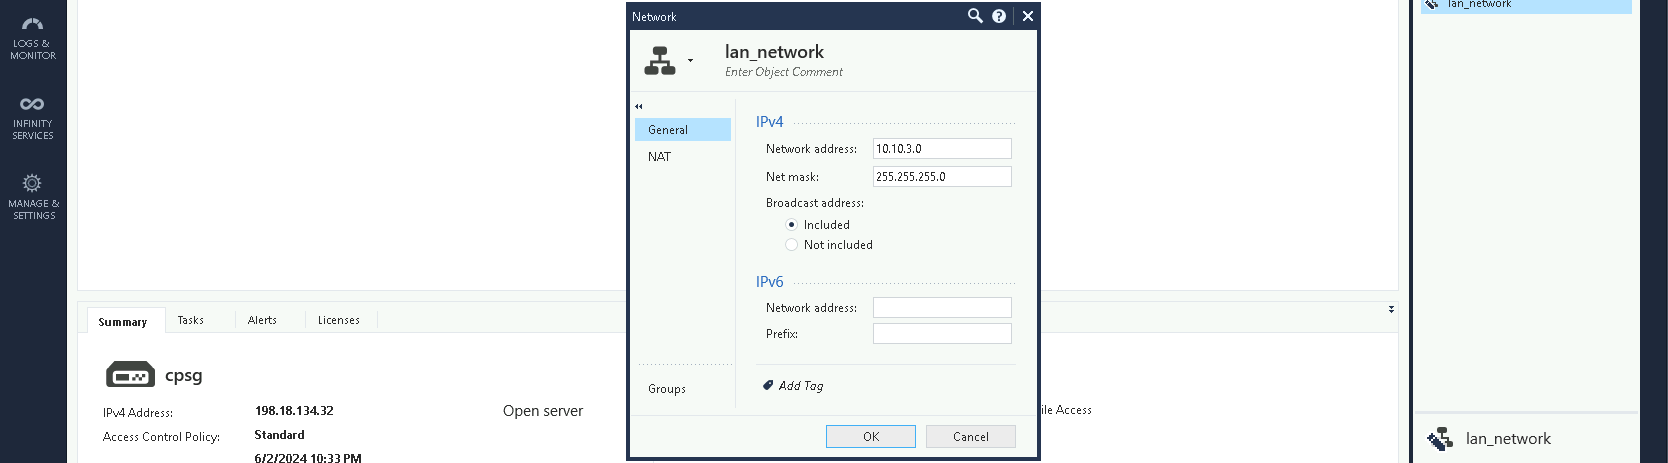 LOGS &
MONITOR
INFINITY
SERVICES
MANAGE &
SETTINGS
Network
lan_network
Enter Object Comment
General
NAT
Groups
IPv4
Network address: 10.10.3.0
Net mask: 255.255.255.0
Broadcast address:
Included
Not included
IPv6
Network address:
Prefix:
Add Tag
OK Cancel
Summary Tasks Alerts Licenses
cpsg
IPv4 Address: 198.18.134.32
Access Control Policy: Standard
6/2/2024 10:33 PM
Open server
Access
lan_network
lan_network